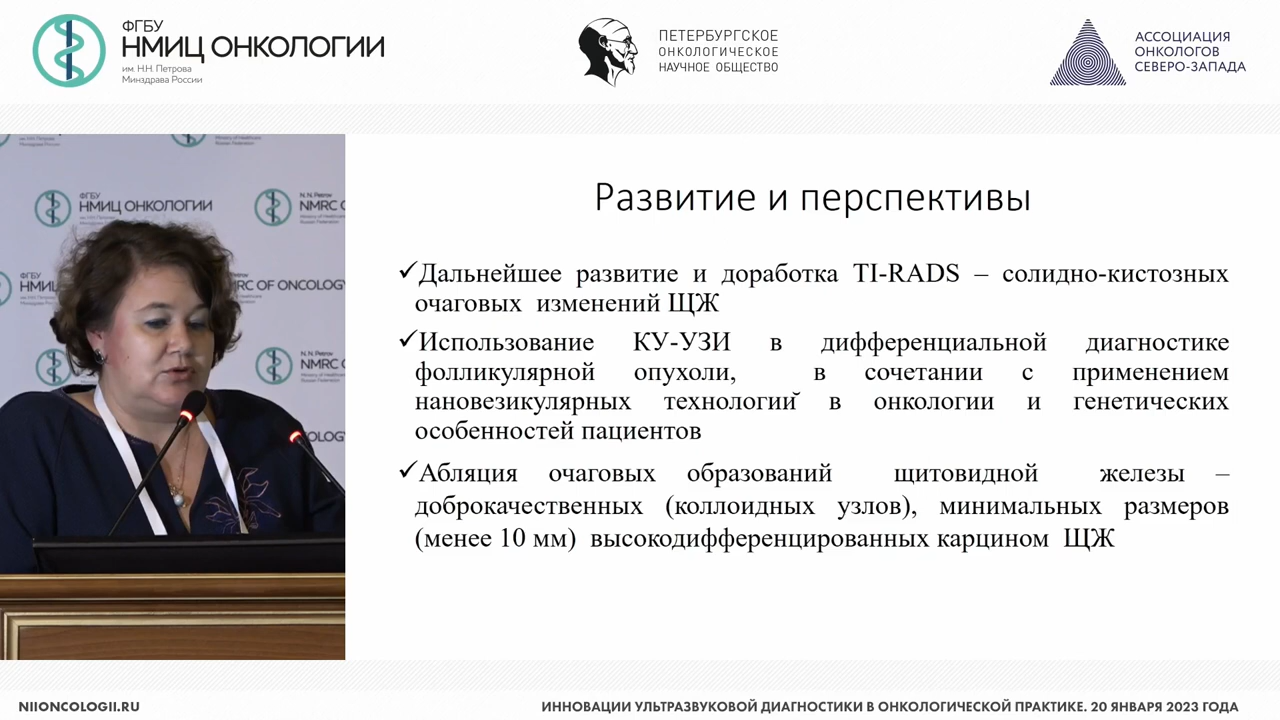 ФГБУ
НМИЦ ОНКОЛОГИИ
им. Н.Н. Петрова
Минздрава России
ПЕТЕРБУРГСКОЕ
ОНКОЛОГИЧЕСКОЕ
НАУЧНОЕ ОБЩЕСТВО
АССОЦИАЦИЯ
ОНКОЛОГОВ
СЕВЕРО-ЗАПАДА
ФГБУ
НМИЦ ОНКОЛОГИИ
N.N. Petrov
NMRC
ФГБУ
RC OF ONCOLOGY
N.N. Petrov
NMRC
Развитие и перспективы
✓Дальнейшее развитие и доработка TI-RADS – солидно-кистозных
очаговых изменений ЩЖ
✓Использование КУ-УЗИ в дифференциальной диагностике
фолликулярной опухоли, в сочетании с применением
нановезикулярных технологий в онкологии и генетических
особенностей пациентов
✓Абляция очаговых образований щитовидной железы –
доброкачественных (коллоидных узлов), минимальных размеров
(менее 10 мм) высокодифференцированных карцином ЩЖ
NIIONCOLOGII.RU
ИННОВАЦИИ УЛЬТРАЗВУКОВОЙ ДИАГНОСТИКИ В ОНКОЛОГИЧЕСКОЙ ПРАКТИКЕ. 20 ЯНВАРЯ 2023 ГОДА